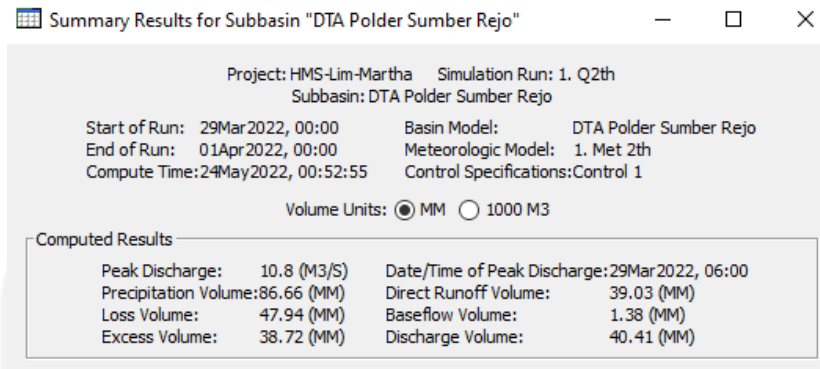 Summary Results for Subbasin "DTA Polder Sumber Rejo"
Project: HMS-Lim-Martha Simulation Run: 1. Q2th
Subbasin: DTA Polder Sumber Rejo
Start of Run: 29Mar2022, 00:00 Basin Model: DTA Polder Sumber Rejo
End of Run: 01Apr2022, 00:00 Meteorologic Model: 1. Met 2th
Compute Time:24May2022, 00:52:55 Control Specifications:Control 1
Volume Units: MM 1000 M3
Computed Results
Peak Discharge: 10.8 (M3/S) Date/Time of Peak Discharge:29Mar2022, 06:00
Precipitation Volume:86.66 (MM) Direct Runoff Volume: 39.03 (MM)
Loss Volume: 47.94 (MM) Baseflow Volume: 1.38 (MM)
Excess Volume: 38.72 (MM) Discharge Volume: 40.41 (MM)